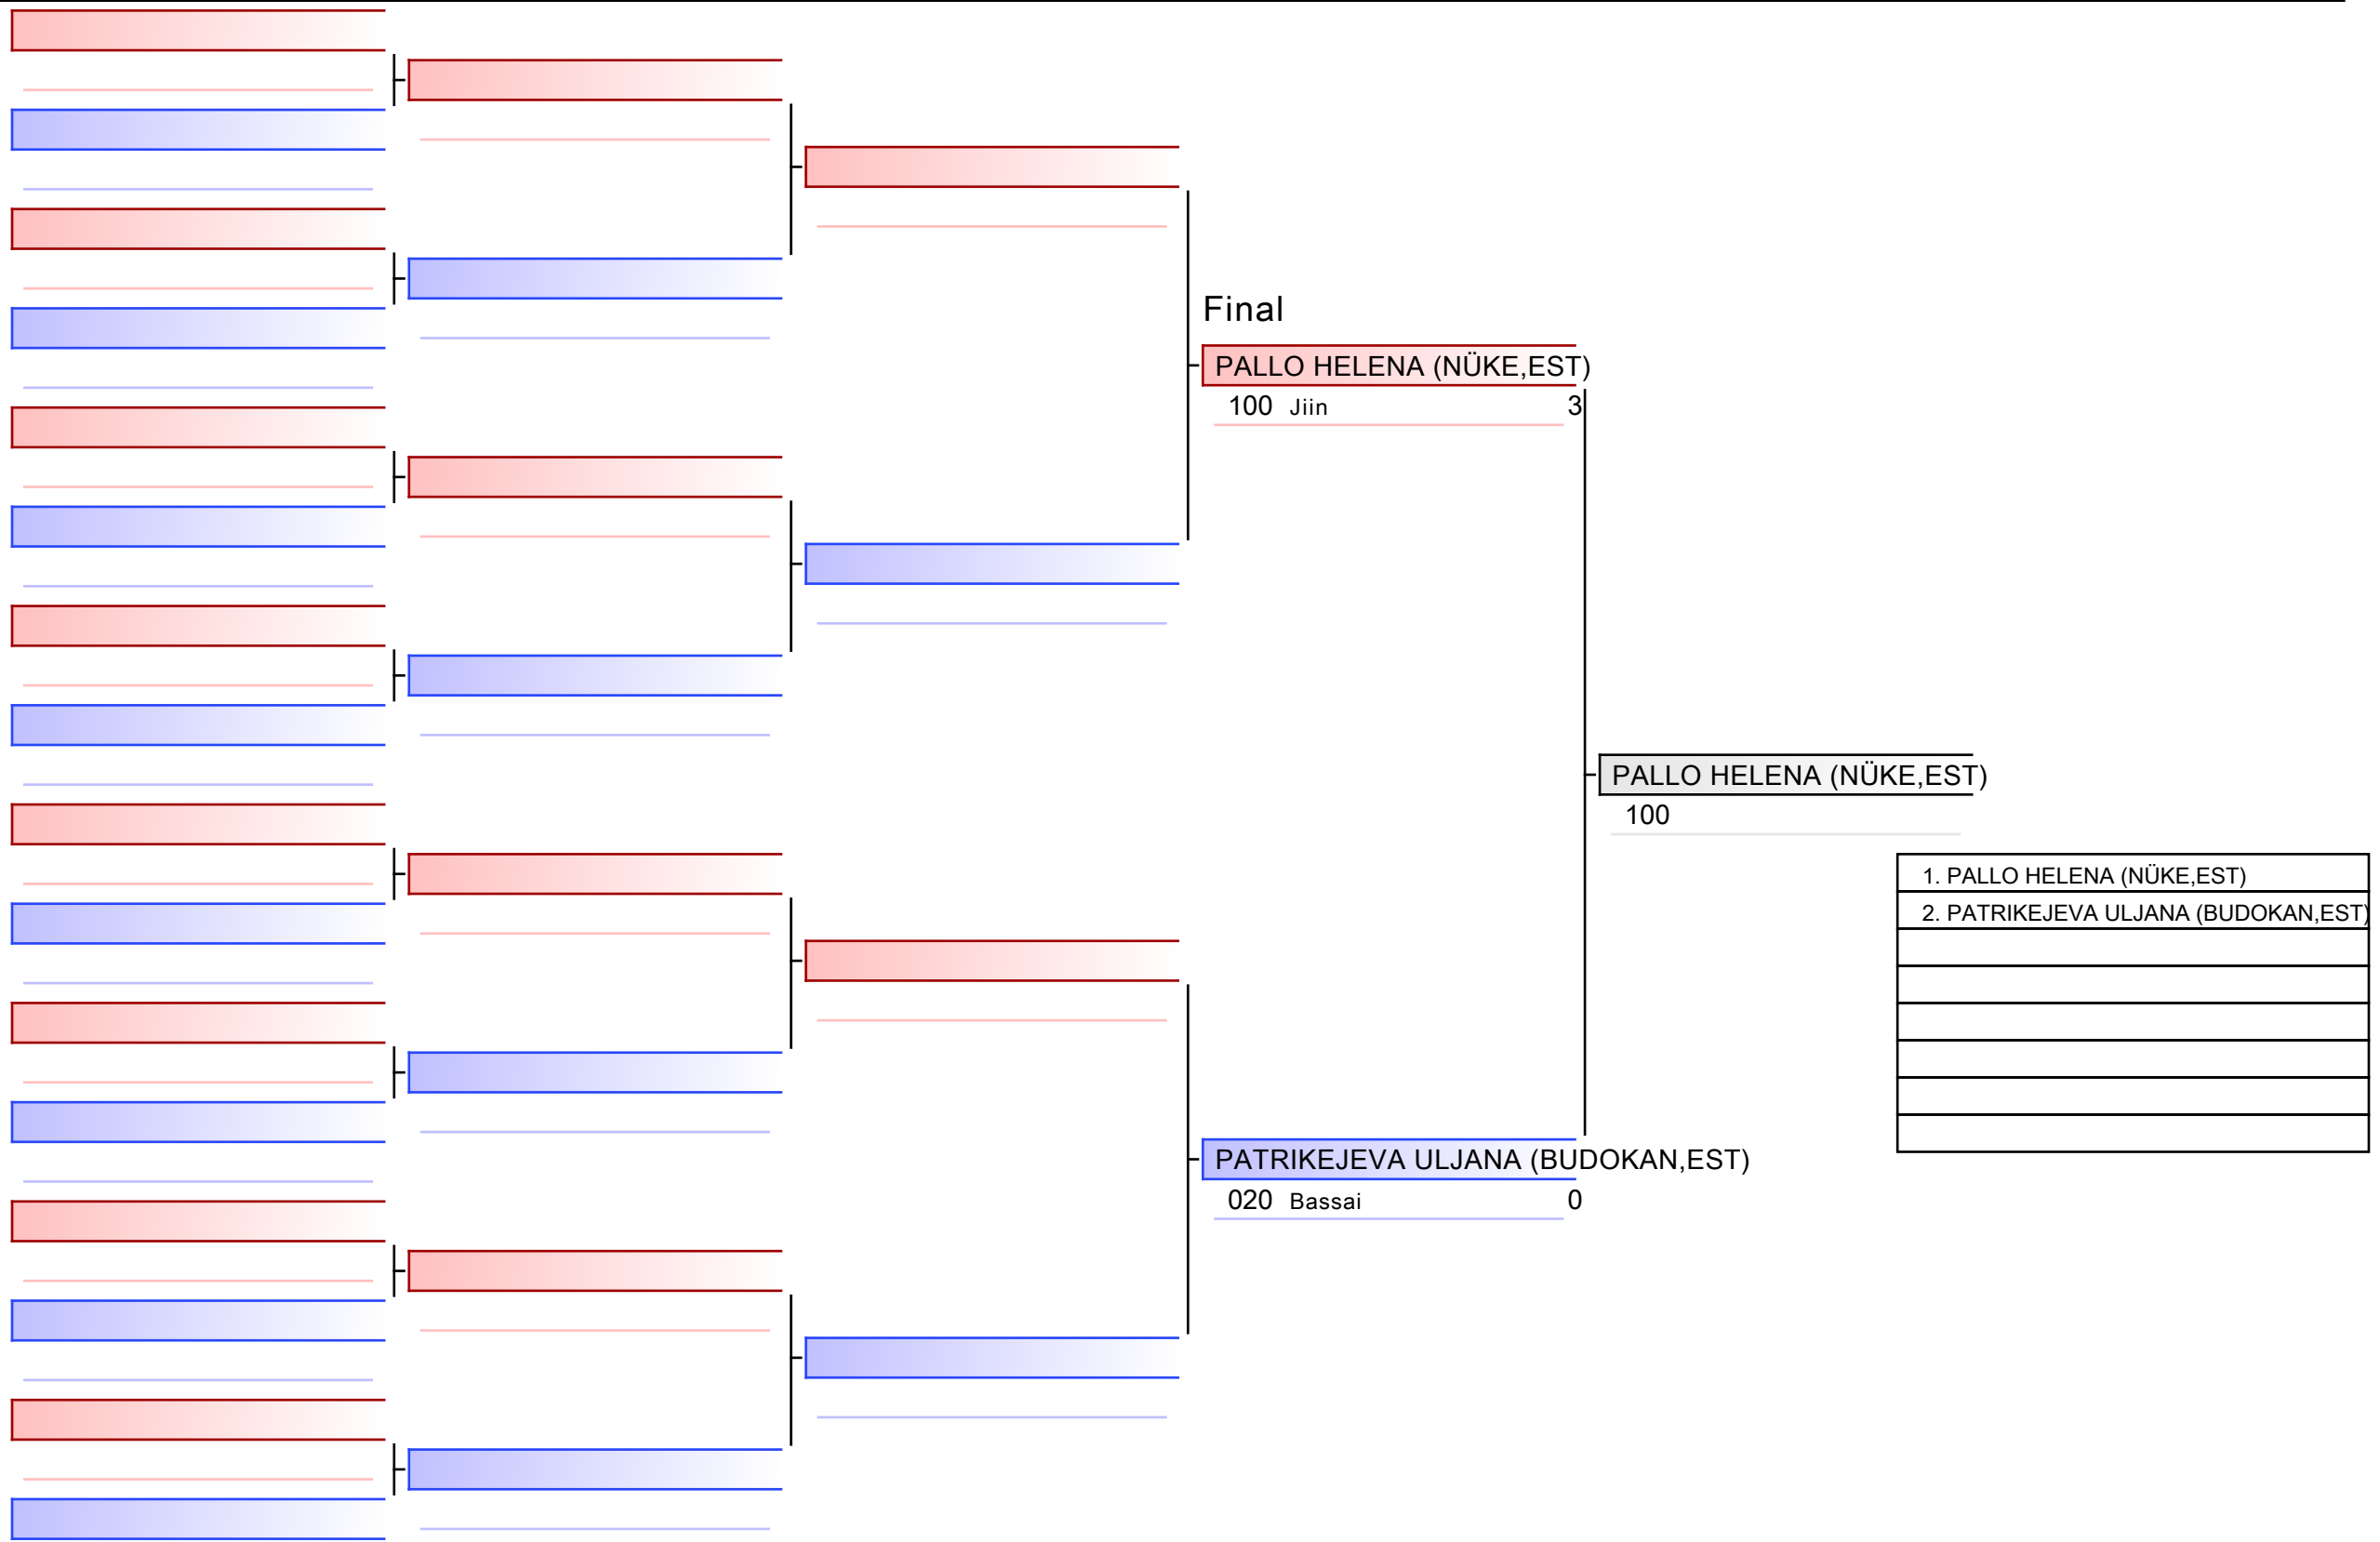 Final
PALLO HELENA (NÜKE,EST)
100 Jiin 3
PALLO HELENA (NÜKE,EST)
100
1. PALLO HELENA (NÜKE,EST)
2. PATRIKEJEVA ULJANA (BUDOKAN,EST)
PATRIKEJEVA ULJANA (BUDOKAN,EST)
020 Bassai 0